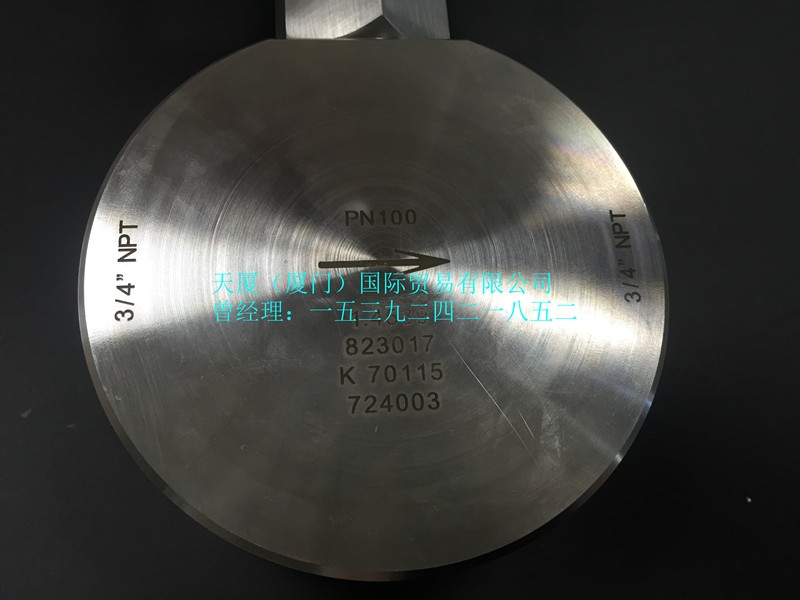 PN100
3/4" NPT
3/4" NPT
天厦（厦门）国际贸易有限公司
曾经理：一五三九二四二一八五二
823017
K 70115
724003